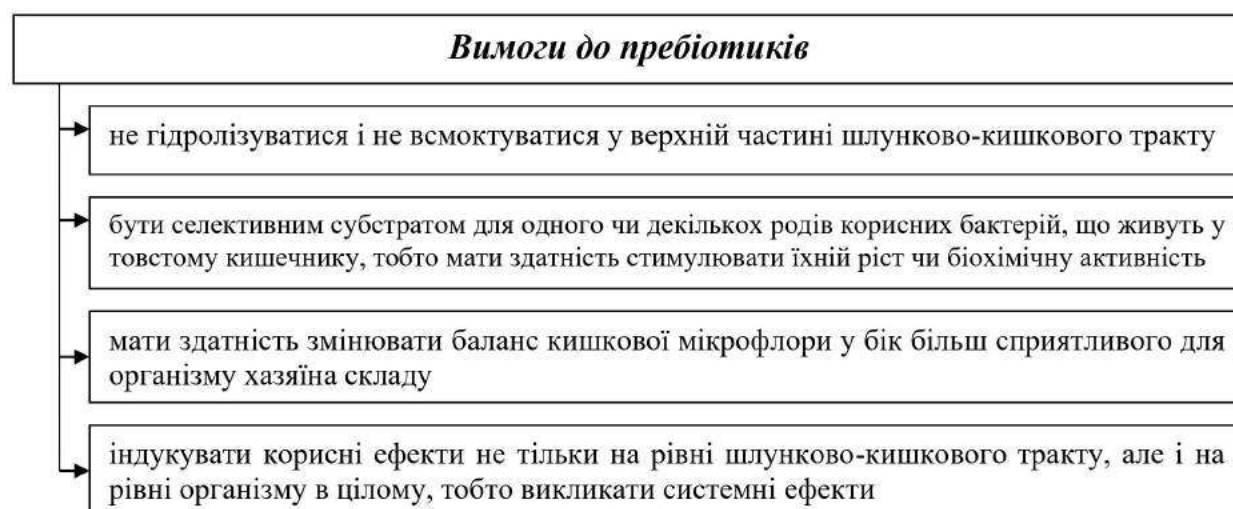 Вимоги до пребіотиків
не гідролізуватися і не всмоктуватися у верхній частині шлунково-кишкового тракту
бути селективним субстратом для одного чи декількох родів корисних бактерій, що живуть у
товстому кишечнику, тобто мати здатність стимулювати їхній ріст чи біохімічну активність
мати здатність змінювати баланс кишкової мікрофлори у бік більш сприятливого для
організму хазяїна складу
індукувати корисні ефекти не тільки на рівні шлунково-кишкового тракту, але і на
рівні організму в цілому, тобто викликати системні ефекти